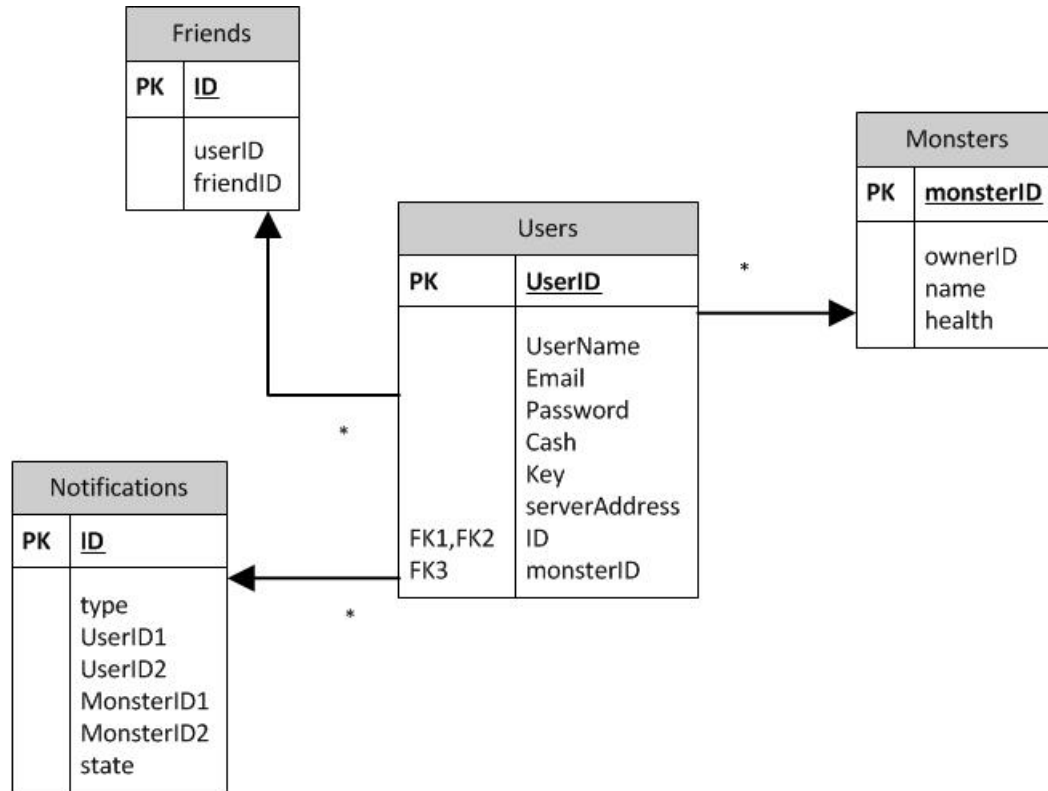 Friends
PK ID
userID
friendID
Monsters
PK monsterID
ownerID
name
health
Users
PK UserID
UserName
Email
Password
Cash
Key
serverAddress
FK1,FK2 ID
FK3 monsterID
*
*
*
Notifications
PK ID
type
UserID1
UserID2
MonsterID1
MonsterID2
state